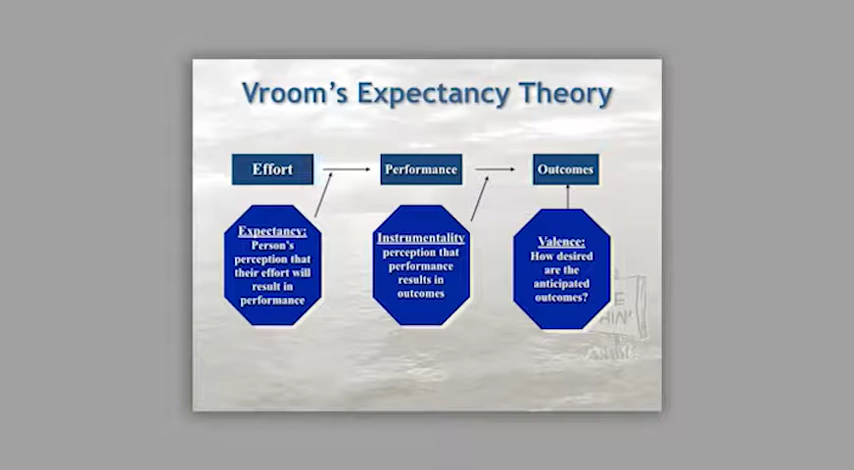 Vroom's Expectancy Theory
Effort
Performance
Outcomes
Expectancy:
Person's
perception that
their effort will
result in
performance
Instrumentality
perception that
performance
results in
outcomes
Valence:
How desired
are the
anticipated
outcomes?